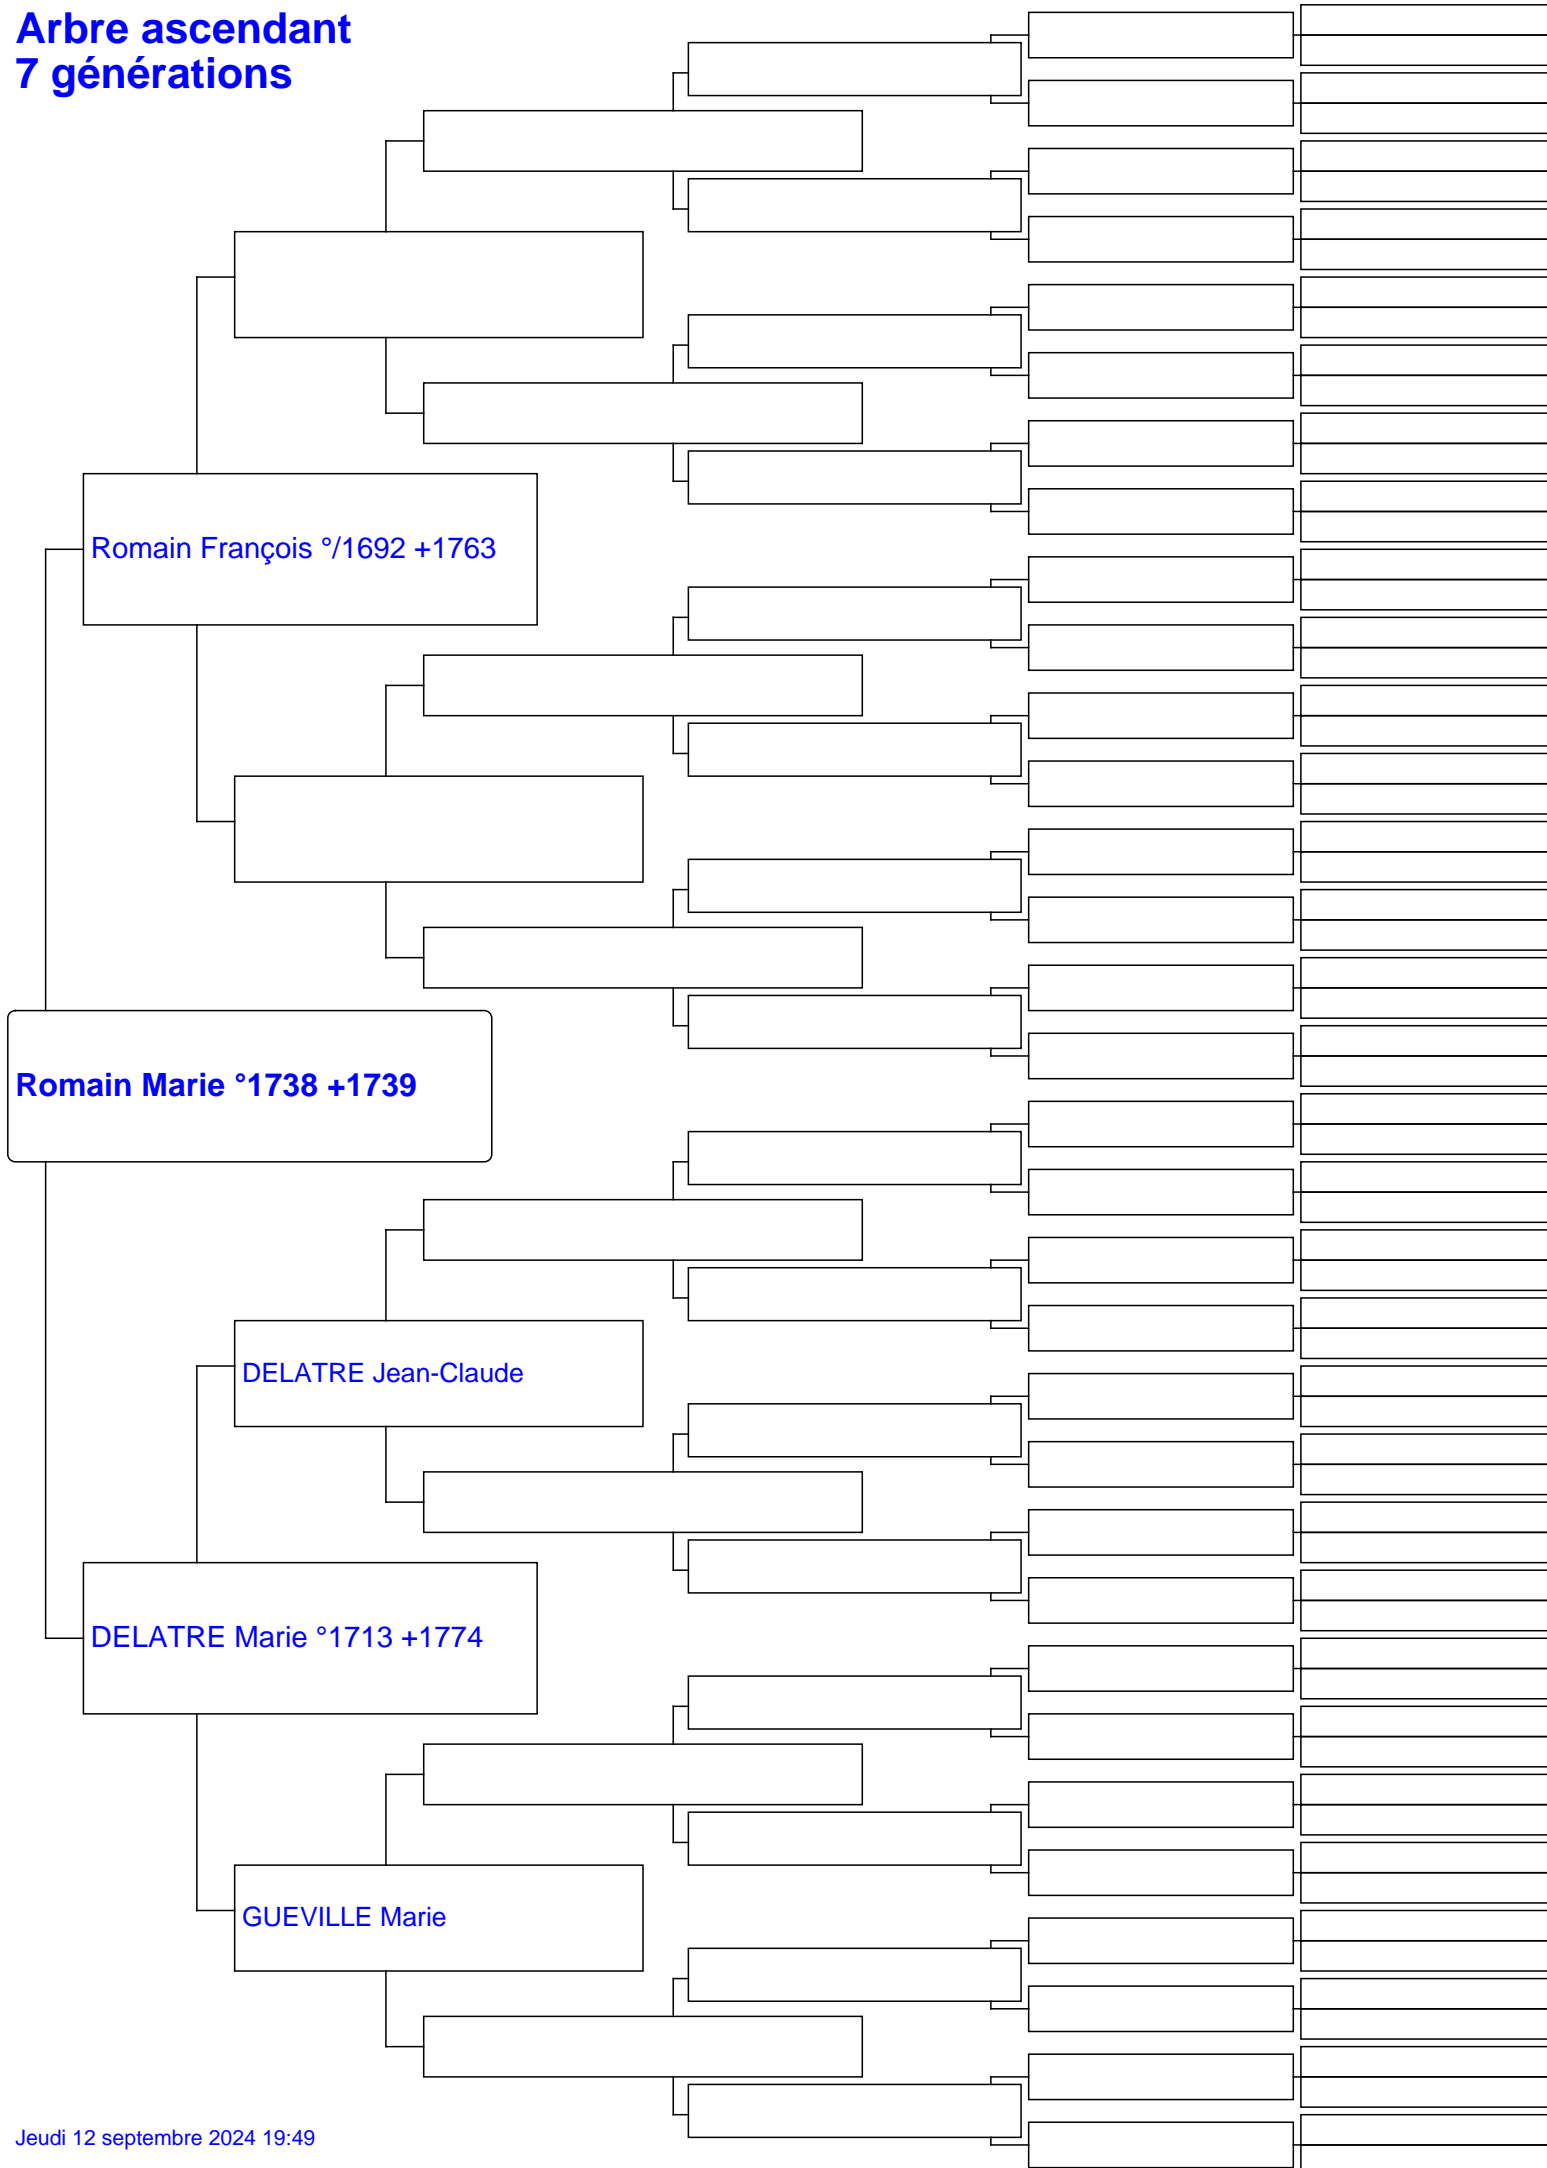 Arbre ascendant
7 générations
Romain François °/1692 +1763
Romain Marie °1738 +1739
DELATRE Jean-Claude
DELATRE Marie °1713 +1774
GUEVILLE Marie
Jeudi 12 septembre 2024 19:49